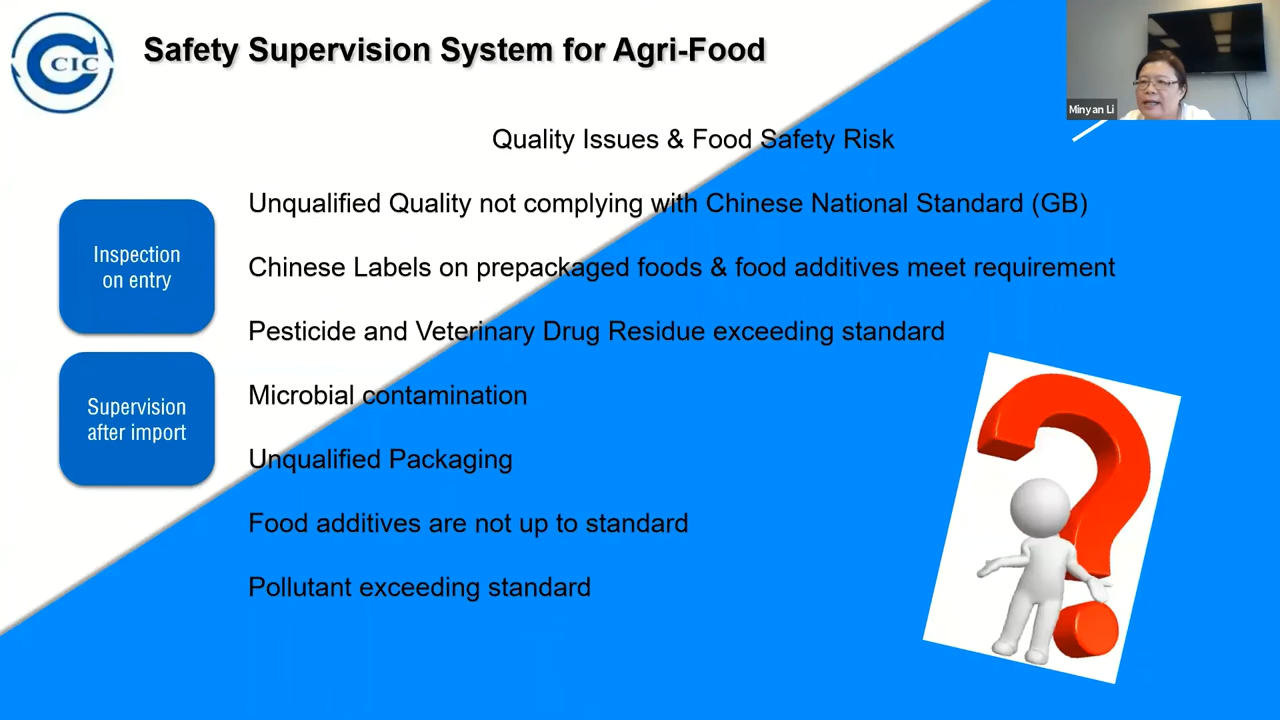 CCIC
Safety Supervision System for Agri-Food
Minyan Li
Quality Issues & Food Safety Risk
Inspection
on entry
Supervision
after import
Unqualified Quality not complying with Chinese National Standard (GB)
Chinese Labels on prepackaged foods & food additives meet requirement
Pesticide and Veterinary Drug Residue exceeding standard
Microbial contamination
Unqualified Packaging
Food additives are not up to standard
Pollutant exceeding standard